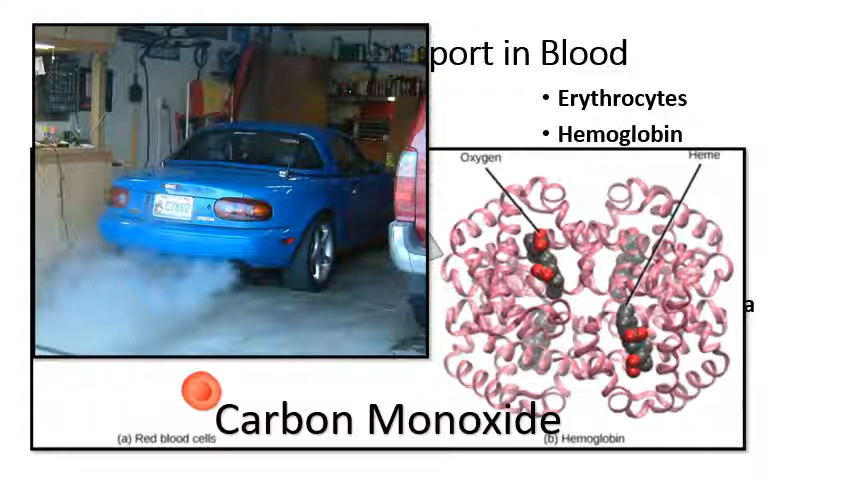 port in Blood
• Erythrocytes
• Hemoglobin
Oxygen
Heme
a
Carbon Monoxide
(a) Red blood cells
(b) Hemoglobin